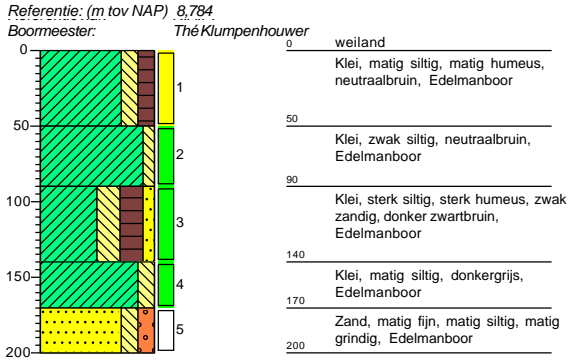 Referentie: (m tov NAP) 8,784
Boormeester: Thé Klumpenhouwer
0
50
100
150
200
1
2
3
4
5
0 weiland
Klei, matig siltig, matig humeus,
neutraalbruin, Edelmanboor
50
Klei, zwak siltig, neutraalbruin,
Edelmanboor
90
Klei, sterk siltig, sterk humeus, zwak
zandig, donker zwartbruin,
Edelmanboor
140
Klei, matig siltig, donkergrijs,
Edelmanboor
170
Zand, matig fijn, matig siltig, matig
grindig, Edelmanboor
200